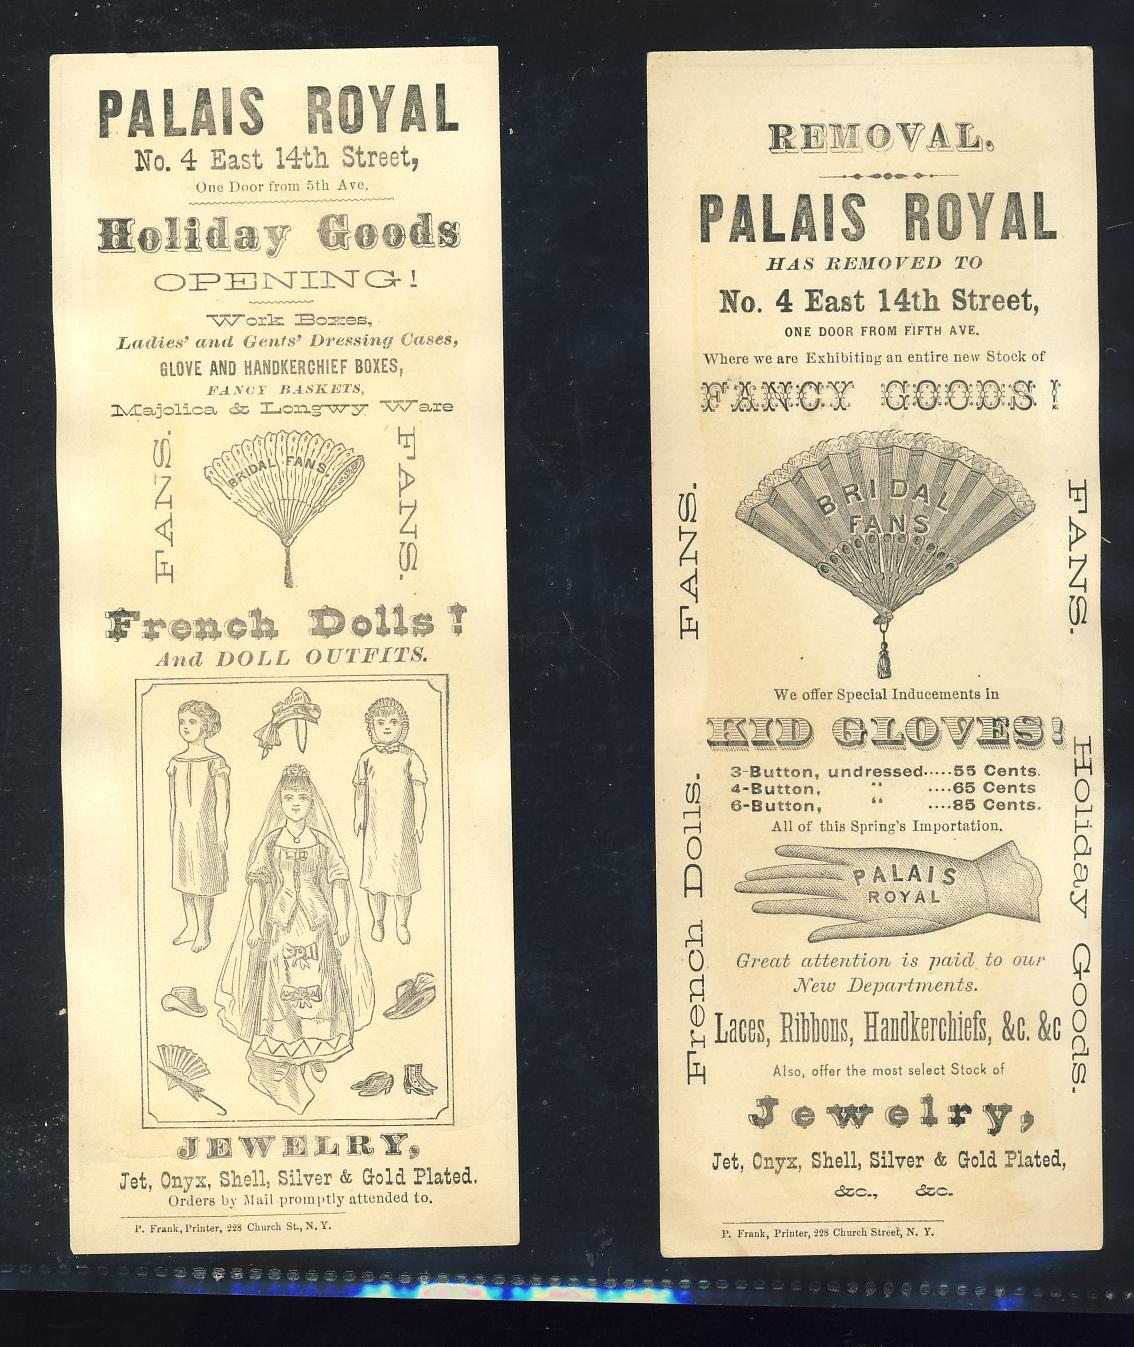 PALAIS ROYAL
No. 4 East 14th Street,
One Door from 5th Ave.
Holiday Goods
OPENING!
Work Boxes,
Ladies' and Gents' Dressing Cases,
GLOVE AND HANDKERCHIEF BOXES,
FANCY BASKETS,
Majolica & Longwy Ware
FANS.
BRIDAL FANS.
FANS.
French Dolls!
And DOLL OUTFITS.
JEWELRY,
Jet, Onyx, Shell, Silver & Gold Plated.
Orders by Mail promptly attended to.
P. Frank, Printer, 228 Church St., N. Y.
REMOVAL.
PALAIS ROYAL
HAS REMOVED TO
No. 4 East 14th Street,
ONE DOOR FROM FIFTH AVE.
Where we are Exhibiting an entire new Stock of
FANCY GOODS!
FANS.
BRIDAL
FANS
FANS.
We offer Special Inducements in
KID GLOVES!
3-Button, undressed.....55 Cents.
4-Button, " ....65 Cents
6-Button, " ....85 Cents.
All of this Spring's Importation.
French Dolls.
PALAIS
ROYAL
Holiday Goods.
Great attention is paid to our
New Departments.
Laces, Ribbons, Handkerchiefs, &c. &c
Also, offer the most select Stock of
Jewelry,
Jet, Onyx, Shell, Silver & Gold Plated,
&c., &c.
P. Frank, Printer, 228 Church Street, N. Y.